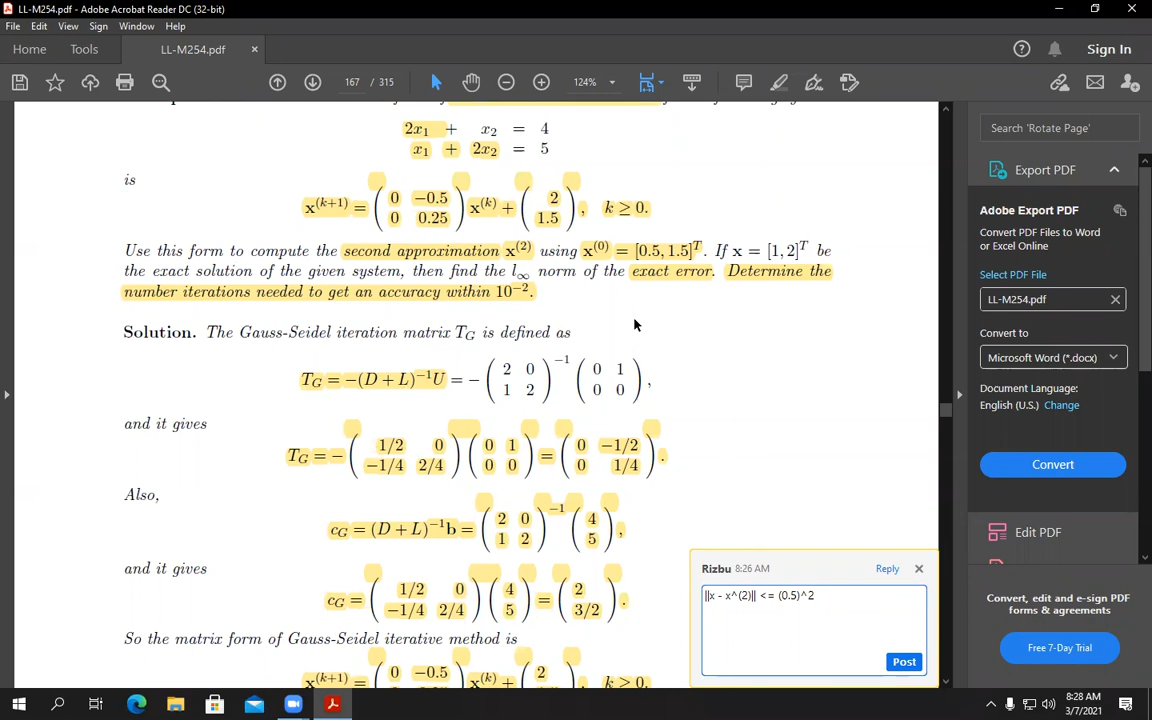 LL-M254.pdf - Adobe Acrobat Reader DC (32-bit)
File Edit View Sign Window Help
Home Tools LL-M254.pdf × Sign In
167 / 315 124%
2x₁ + x₂ = 4
x₁ + 2x₂ = 5
is
x⁽ᵏ⁺¹⁾ = ( 0 −0.5 ; 0 0.25 ) x⁽ᵏ⁾ + ( 2 ; 1.5 ), k ≥ 0.
Use this form to compute the second approximation x⁽²⁾ using x⁽⁰⁾ = [0.5, 1.5]ᵀ. If x = [1, 2]ᵀ be
the exact solution of the given system, then find the l∞ norm of the exact error. Determine the
number iterations needed to get an accuracy within 10⁻².
Solution. The Gauss-Seidel iteration matrix T_G is defined as
T_G = −(D + L)⁻¹U = − ( 2 0 ; 1 2 )⁻¹ ( 0 1 ; 0 0 ),
and it gives
T_G = − ( 1/2 0 ; −1/4 2/4 ) ( 0 1 ; 0 0 ) = ( 0 −1/2 ; 0 1/4 ).
Also,
c_G = (D + L)⁻¹b = ( 2 0 ; 1 2 )⁻¹ ( 4 ; 5 ),
and it gives
c_G = ( 1/2 0 ; −1/4 2/4 ) ( 4 ; 5 ) = ( 2 ; 3/2 ).
So the matrix form of Gauss-Seidel iterative method is
x⁽ᵏ⁺¹⁾ = ( 0 −0.5 x⁽ᵏ⁾ + ( 2 k ≥ 0.
Rizbu 8:26 AM Reply ×
||x - x^(2)|| <= (0.5)^2
Post
Search 'Rotate Page'
Export PDF
Adobe Export PDF
Convert PDF Files to Word
or Excel Online
Select PDF File
LL-M254.pdf ×
Convert to
Microsoft Word (*.docx)
Document Language:
English (U.S.) Change
Convert
Edit PDF
Convert, edit and e-sign PDF
forms & agreements
Free 7-Day Trial
8:28 AM
3/7/2021